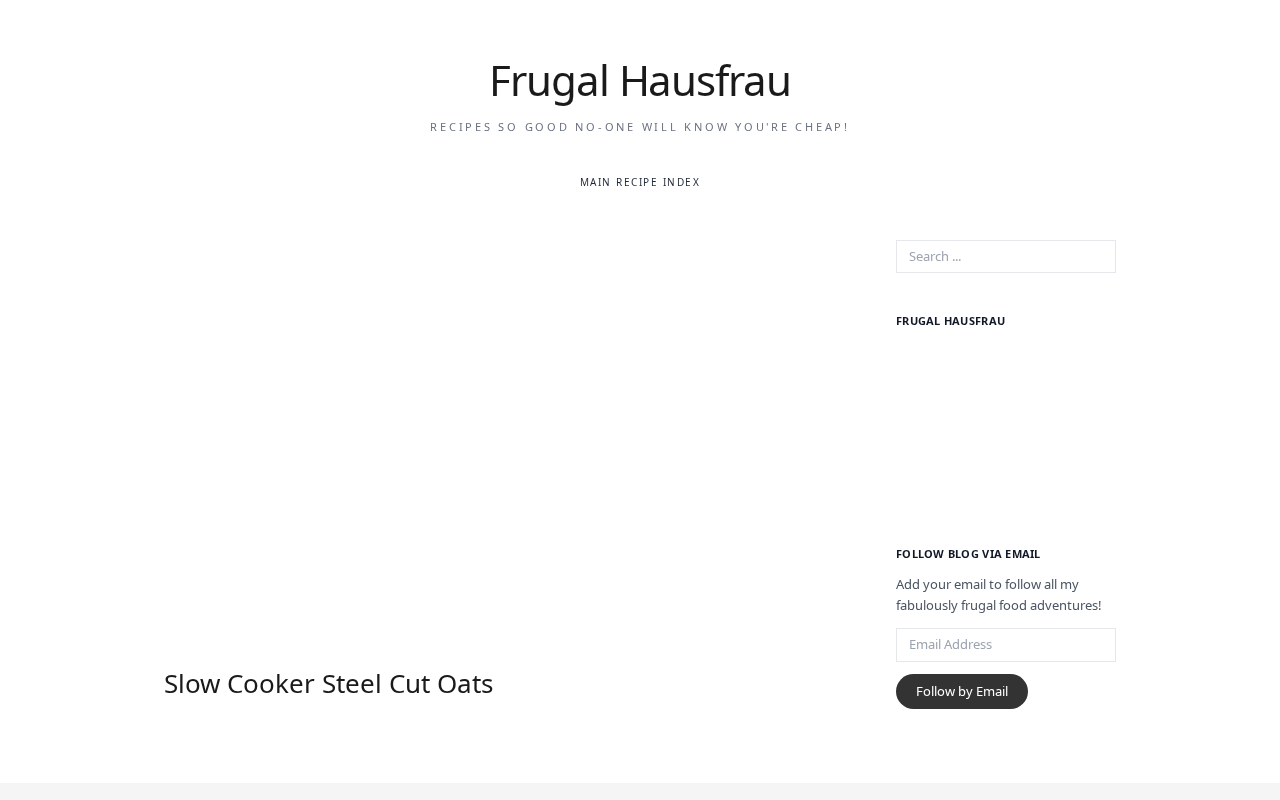 Frugal Hausfrau
RECIPES SO GOOD NO-ONE WILL KNOW YOU'RE CHEAP!
MAIN RECIPE INDEX
Search ...
FRUGAL HAUSFRAU
FOLLOW BLOG VIA EMAIL
Add your email to follow all my
fabulously frugal food adventures!
Email Address
Follow by Email
Slow Cooker Steel Cut Oats